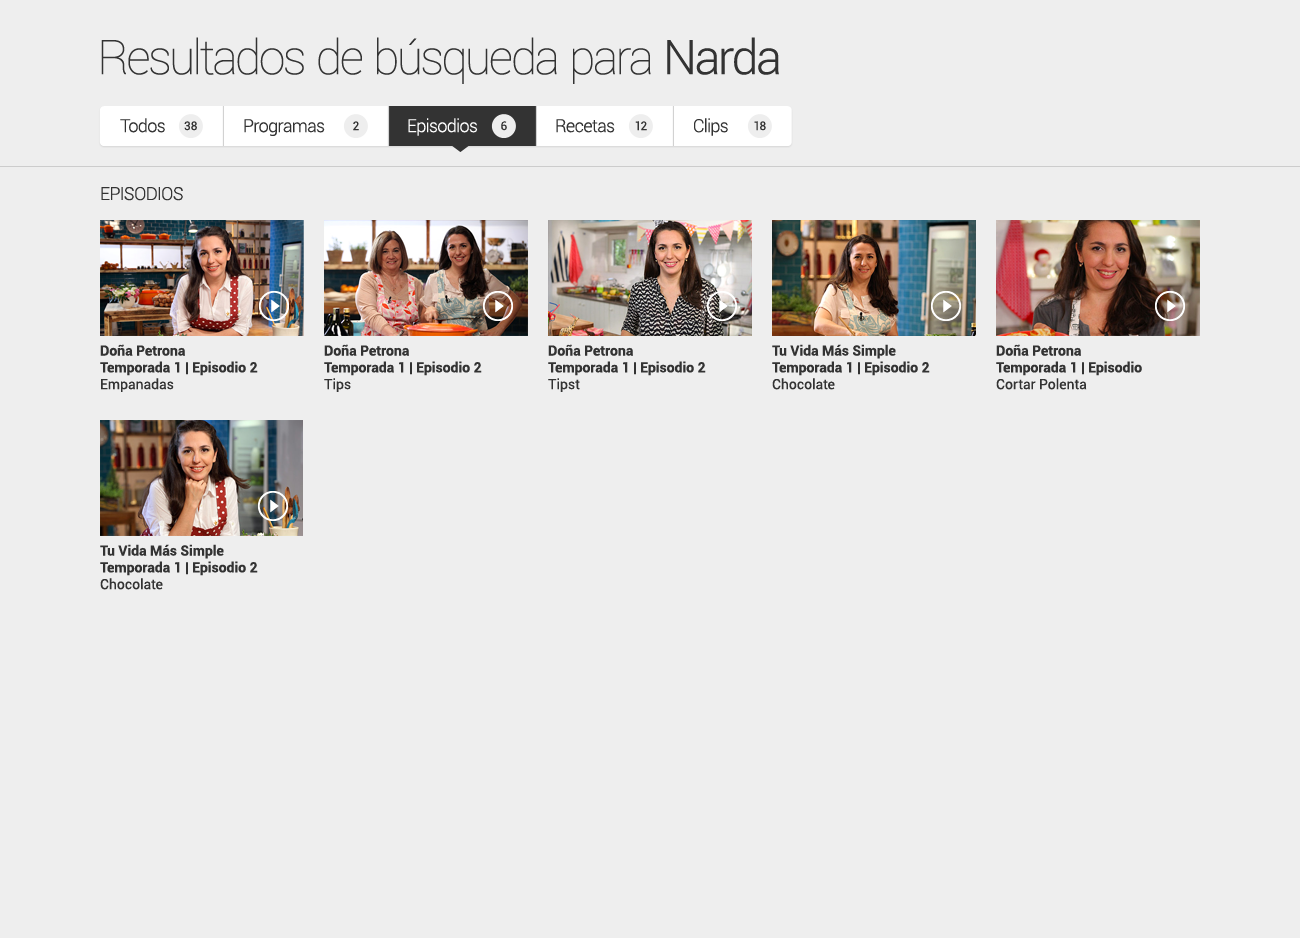 Resultados de búsqueda para Narda
Todos 38 Programas 2 Episodios 6 Recetas 12 Clips 18
EPISODIOS
Doña Petrona
Temporada 1 | Episodio 2
Empanadas
Doña Petrona
Temporada 1 | Episodio 2
Tips
Doña Petrona
Temporada 1 | Episodio 2
Tipst
Tu Vida Más Simple
Temporada 1 | Episodio 2
Chocolate
Doña Petrona
Temporada 1 | Episodio
Cortar Polenta
Tu Vida Más Simple
Temporada 1 | Episodio 2
Chocolate